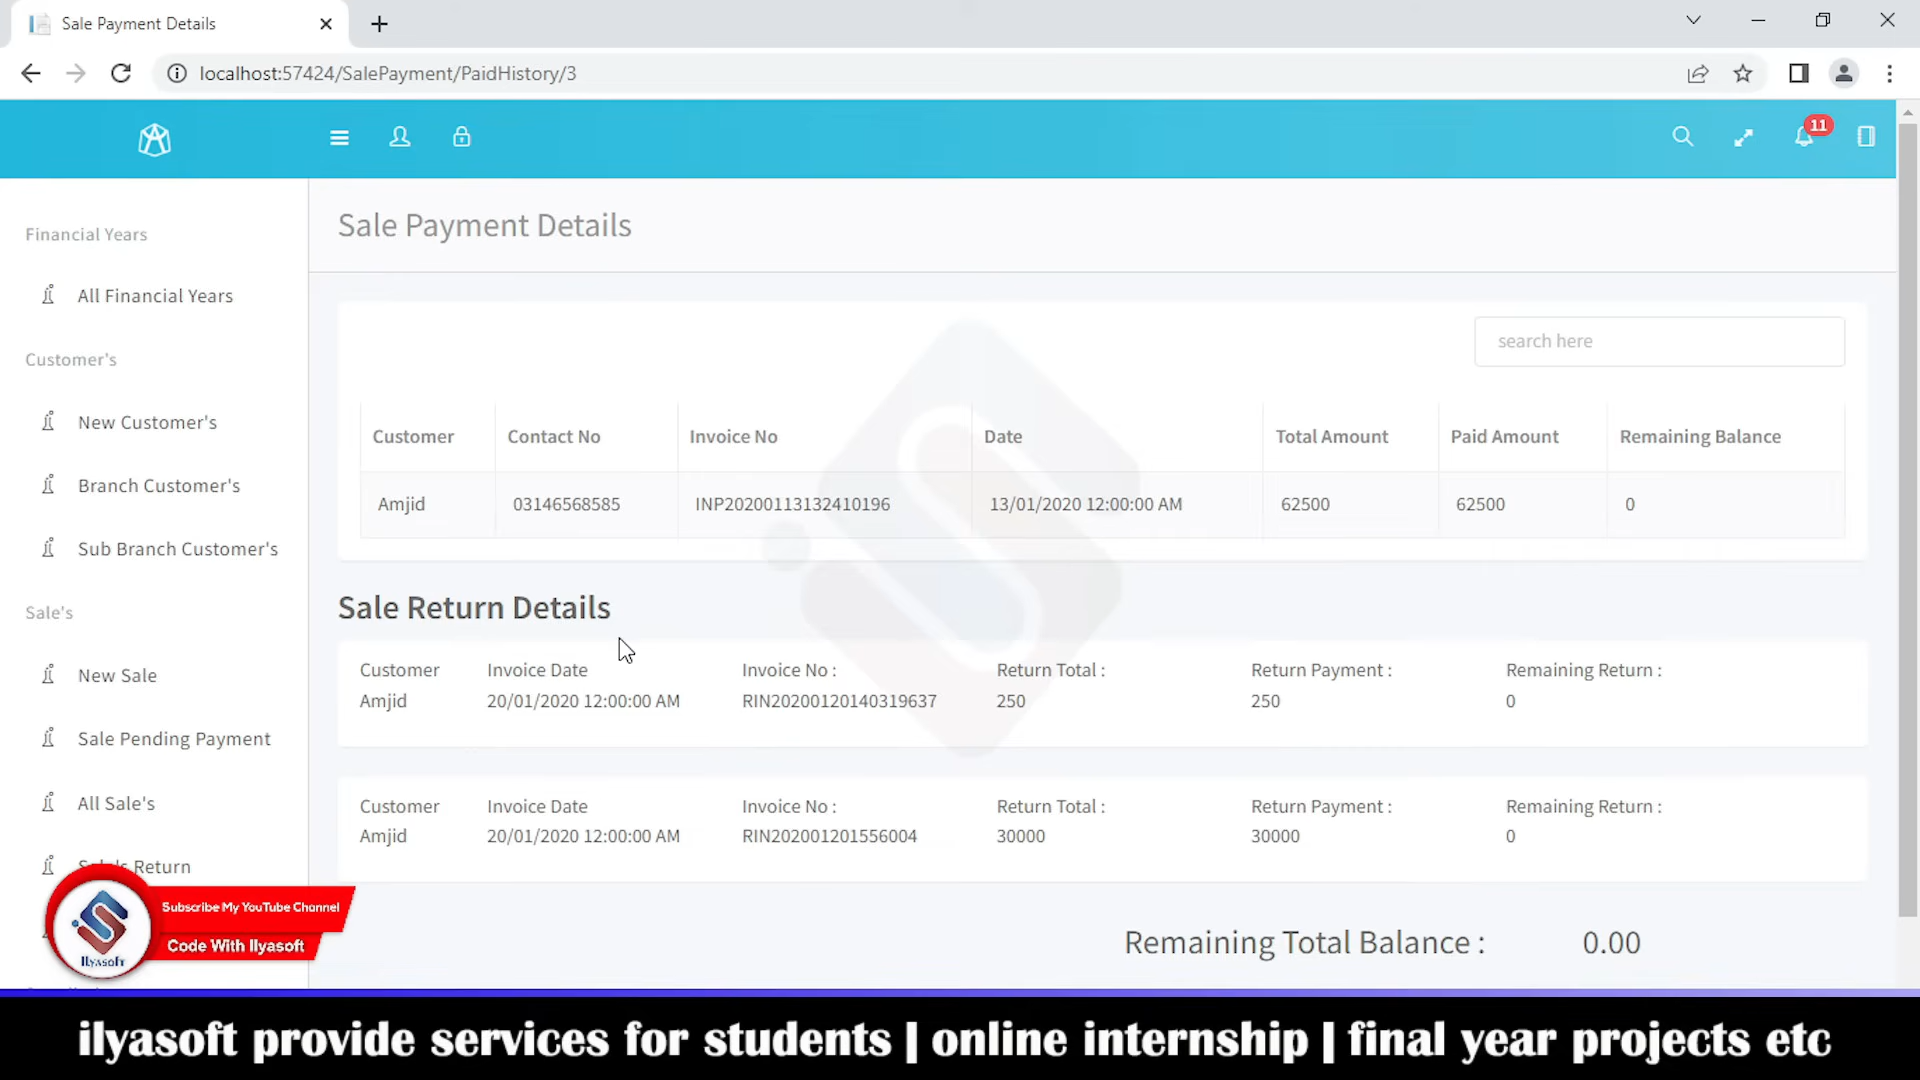 Sale Payment Details
localhost:57424/SalePayment/PaidHistory/3
11
Financial Years
All Financial Years
Customer's
New Customer's
Branch Customer's
Sub Branch Customer's
Sale's
New Sale
Sale Pending Payment
All Sale's
Return
Sale Payment Details
search here
Customer Contact No Invoice No Date Total Amount Paid Amount Remaining Balance
Amjid 03146568585 INP20200113132410196 13/01/2020 12:00:00 AM 62500 62500 0
Sale Return Details
Customer Invoice Date Invoice No : Return Total : Return Payment : Remaining Return :
Amjid 20/01/2020 12:00:00 AM RIN20200120140319637 250 250 0
Customer Invoice Date Invoice No : Return Total : Return Payment : Remaining Return :
Amjid 20/01/2020 12:00:00 AM RIN202001201556004 30000 30000 0
Remaining Total Balance : 0.00
Subscribe My YouTube Channel
Code With Ilyasoft
Ilyasoft
ilyasoft provide services for students | online internship | final year projects etc